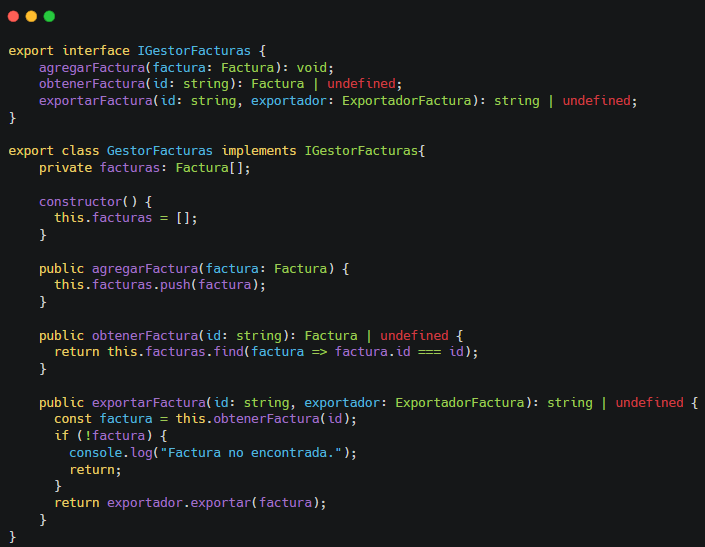 export interface IGestorFacturas {
    agregarFactura(factura: Factura): void;
    obtenerFactura(id: string): Factura | undefined;
    exportarFactura(id: string, exportador: ExportadorFactura): string | undefined;
}

export class GestorFacturas implements IGestorFacturas{
    private facturas: Factura[];

    constructor() {
      this.facturas = [];
    }

    public agregarFactura(factura: Factura) {
      this.facturas.push(factura);
    }

    public obtenerFactura(id: string): Factura | undefined {
      return this.facturas.find(factura => factura.id === id);
    }

    public exportarFactura(id: string, exportador: ExportadorFactura): string | undefined {
      const factura = this.obtenerFactura(id);
      if (!factura) {
        console.log("Factura no encontrada.");
        return;
      }
      return exportador.exportar(factura);
    }
}